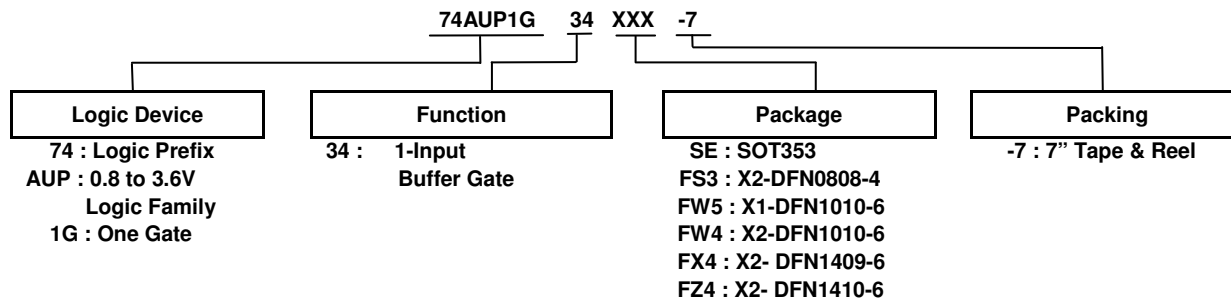 74AUP1G 34 XXX -7
Logic Device
74 : Logic Prefix
AUP : 0.8 to 3.6V
Logic Family
1G : One Gate
Function
34 : 1-Input
Buffer Gate
Package
SE : SOT353
FS3 : X2-DFN0808-4
FW5 : X1-DFN1010-6
FW4 : X2-DFN1010-6
FX4 : X2- DFN1409-6
FZ4 : X2- DFN1410-6
Packing
-7 : 7” Tape & Reel